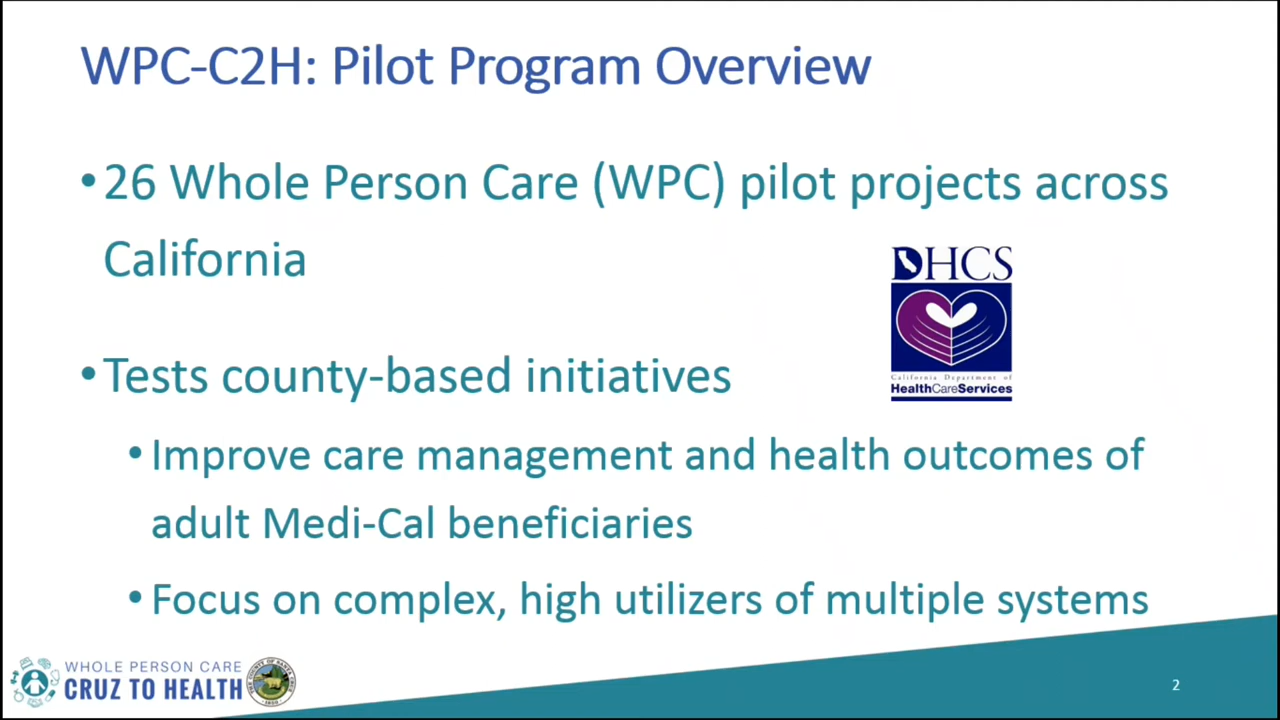 WPC-C2H: Pilot Program Overview
•26 Whole Person Care (WPC) pilot projects across
California
DHCS
California Department of
HealthCareServices
•Tests county-based initiatives
•Improve care management and health outcomes of
adult Medi-Cal beneficiaries
•Focus on complex, high utilizers of multiple systems
WHOLE PERSON CARE
CRUZ TO HEALTH
2